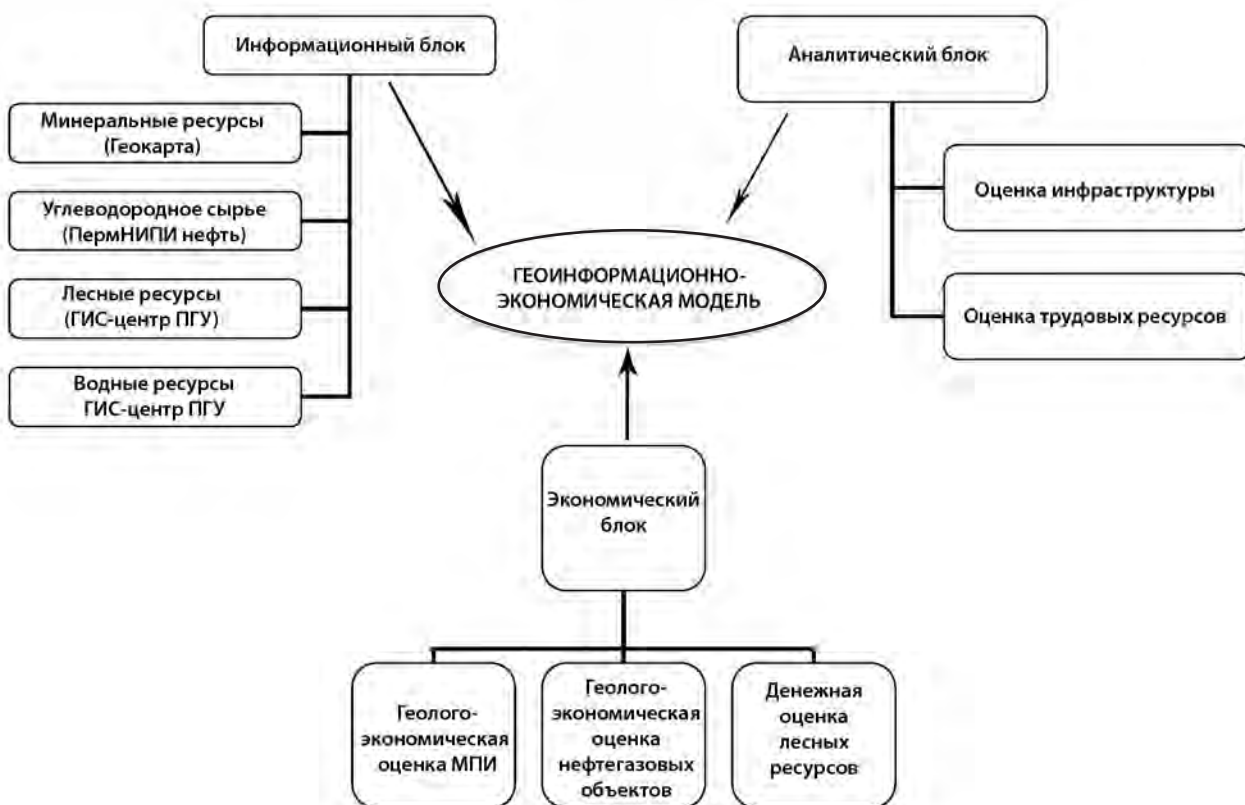 Информационный блок
Аналитический блок
Минеральные ресурсы
(Геокарта)
Углеводородное сырье
(ПермНИПИ нефть)
Лесные ресурсы
(ГИС-центр ПГУ)
Водные ресурсы
ГИС-центр ПГУ
Оценка инфраструктуры
Оценка трудовых ресурсов
ГЕОИНФОРМАЦИОННО-
ЭКОНОМИЧЕСКАЯ МОДЕЛЬ
Экономический
блок
Геолого-
экономическая
оценка МПИ
Геолого-
экономическая
оценка
нефтегазовых
объектов
Денежная
оценка
лесных
ресурсов